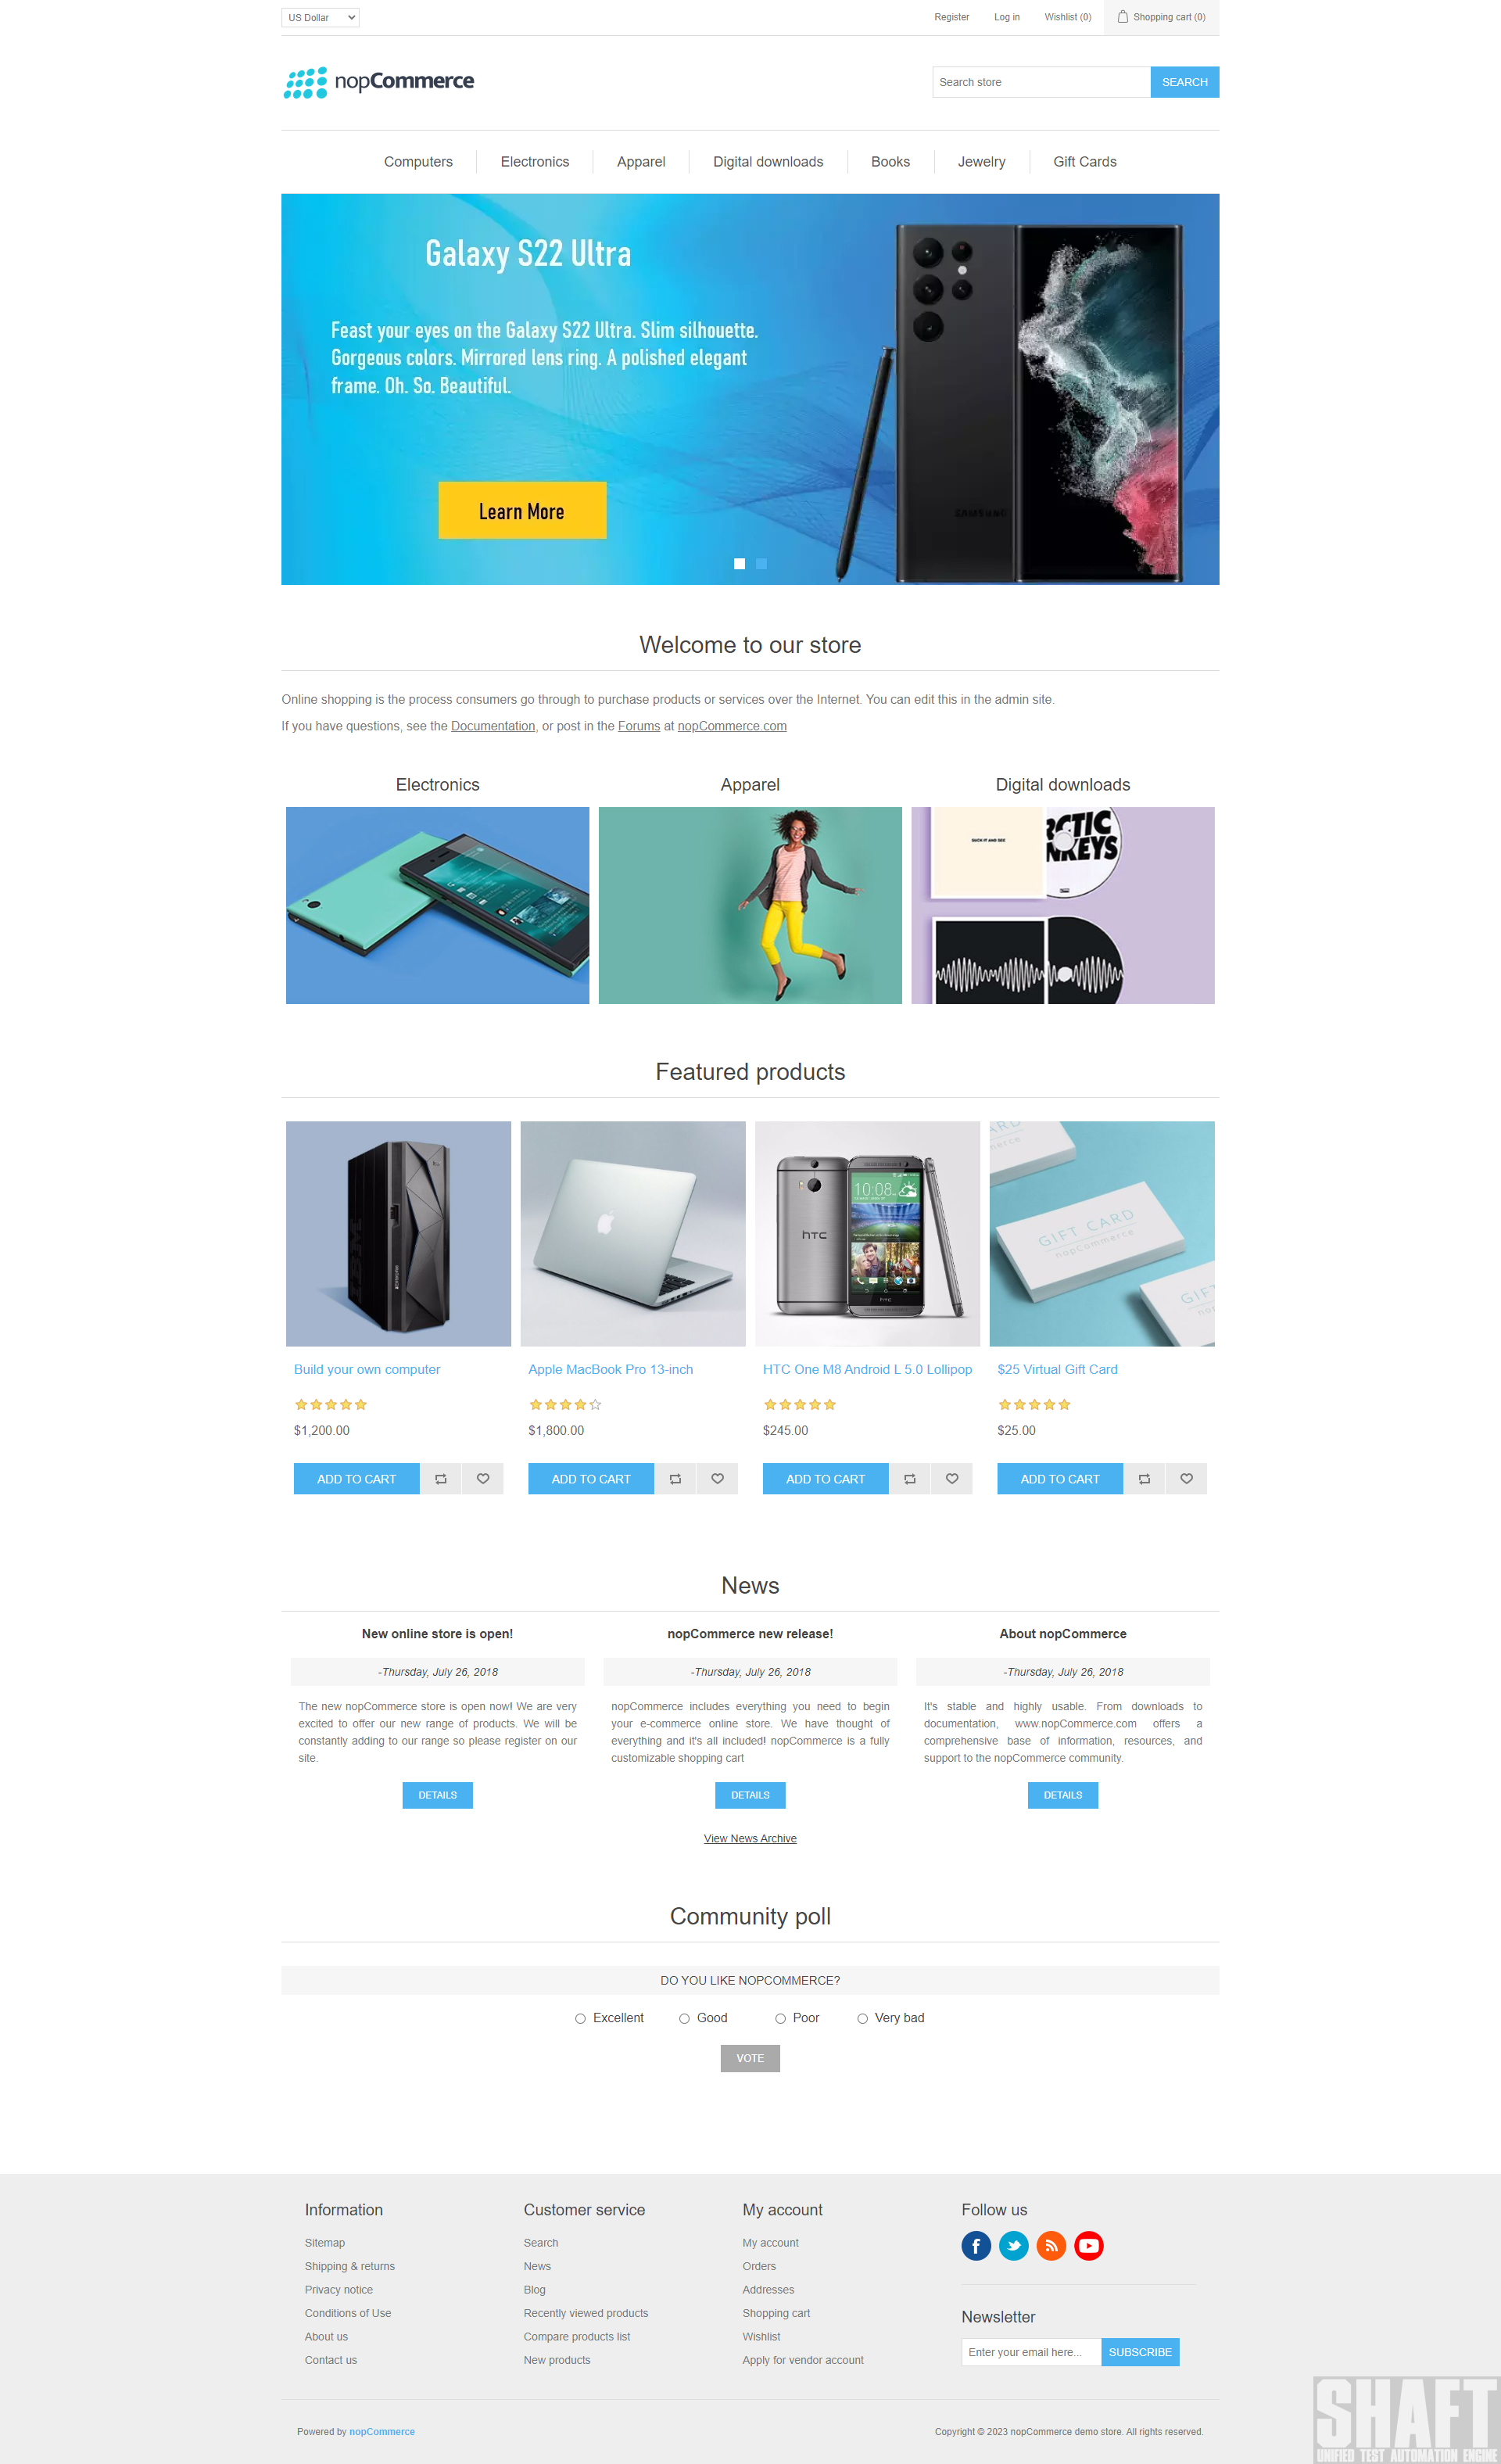 US Dollar
Register
Log in
Wishlist (0)
Shopping cart (0)
nopCommerce
Search store
SEARCH
Computers
Electronics
Apparel
Digital downloads
Books
Jewelry
Gift Cards
Galaxy S22 Ultra
Feast your eyes on the Galaxy S22 Ultra. Slim silhouette.
Gorgeous colors. Mirrored lens ring. A polished elegant
frame. Oh. So. Beautiful.
Learn More
SAMSUNG
Welcome to our store
Online shopping is the process consumers go through to purchase products or services over the Internet. You can edit this in the admin site.
If you have questions, see the Documentation, or post in the Forums at nopCommerce.com
Electronics
Apparel
Digital downloads
SUCK IT AND SEE
RCTIC
NKEYS
Featured products
IBM
10:08
hTC
hTC
GIFT CARD
nopCommerce
Build your own computer
$1,200.00
ADD TO CART
Apple MacBook Pro 13-inch
$1,800.00
ADD TO CART
HTC One M8 Android L 5.0 Lollipop
$245.00
ADD TO CART
$25 Virtual Gift Card
$25.00
ADD TO CART
News
New online store is open!
-Thursday, July 26, 2018
The new nopCommerce store is open now! We are very
excited to offer our new range of products. We will be
constantly adding to our range so please register on our
site.
DETAILS
nopCommerce new release!
-Thursday, July 26, 2018
nopCommerce includes everything you need to begin
your e-commerce online store. We have thought of
everything and it's all included! nopCommerce is a fully
customizable shopping cart
DETAILS
About nopCommerce
-Thursday, July 26, 2018
It's stable and highly usable. From downloads to
documentation, www.nopCommerce.com offers a
comprehensive base of information, resources, and
support to the nopCommerce community.
DETAILS
View News Archive
Community poll
DO YOU LIKE NOPCOMMERCE?
Excellent
Good
Poor
Very bad
VOTE
Information
Sitemap
Shipping & returns
Privacy notice
Conditions of Use
About us
Contact us
Customer service
Search
News
Blog
Recently viewed products
Compare products list
New products
My account
My account
Orders
Addresses
Shopping cart
Wishlist
Apply for vendor account
Follow us
Newsletter
Enter your email here...
SUBSCRIBE
Powered by nopCommerce
Copyright © 2023 nopCommerce demo store. All rights reserved.
SHAFT
UNIFIED TEST AUTOMATION ENGINE